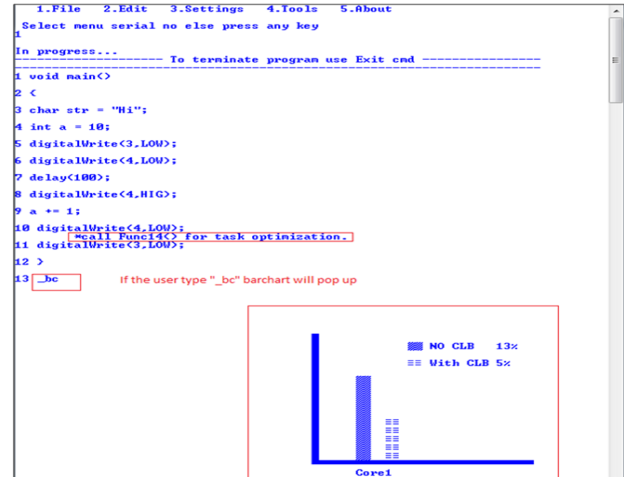 1.File 2.Edit 3.Settings 4.Tools 5.About
Select menu serial no else press any key
1
In progress...
-------------------- To terminate program use Exit cmd ----------------
1 void main()
2 {
3 char str = "Hi";
4 int a = 10;
5 digitalWrite(3,LOW);
6 digitalWrite(4,LOW);
7 delay(100);
8 digitalWrite(4,HIG);
9 a += 1;
10 digitalWrite(4,LOW);
*call Func14() for task optimization.
11 digitalWrite(3,LOW);
12 }
13 _bc
If the user type "_bc" barchart will pop up
NO CLB 13%
With CLB 5%
Core1